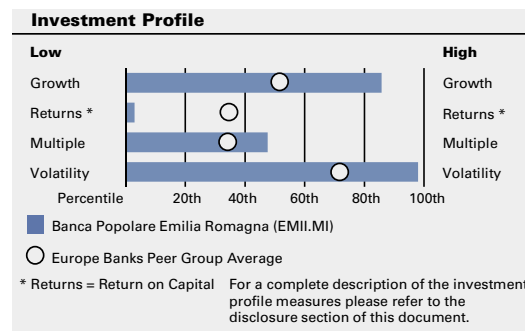 Investment Profile
Low High
Growth Growth
Returns * Returns *
Multiple Multiple
Volatility Volatility
Percentile 20th 40th 60th 80th 100th
Banca Popolare Emilia Romagna (EMII.MI)
Europe Banks Peer Group Average
* Returns = Return on Capital For a complete description of the investment
profile measures please refer to the
disclosure section of this document.